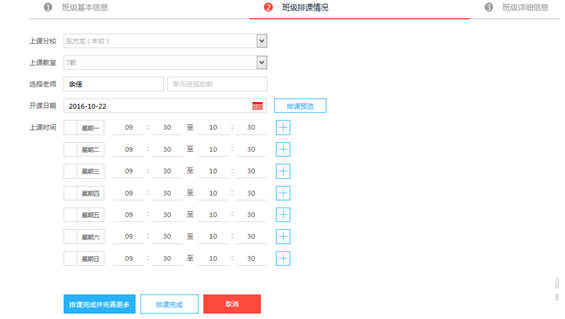 1 班级基本信息 2 班级排课情况 3 班级详细信息
上课分校 东方龙（本部）
上课教室 7教
选择老师 余佳 单击选择助教
开课日期 2016-10-22 排课预览
上课时间 星期一 09 : 30 至 10 : 30 +
星期二 09 : 30 至 10 : 30 +
星期三 09 : 30 至 10 : 30 +
星期四 09 : 30 至 10 : 30 +
星期五 09 : 30 至 10 : 30 +
星期六 09 : 30 至 10 : 30 +
星期日 09 : 30 至 10 : 30 +
排课完成并完善更多 排课完成 取消